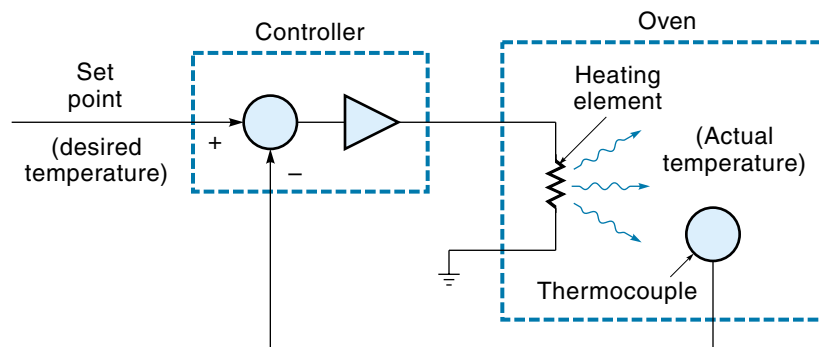 Oven
Controller
Set
point
(desired
temperature)
+
−
Heating
element
(Actual
temperature)
Thermocouple